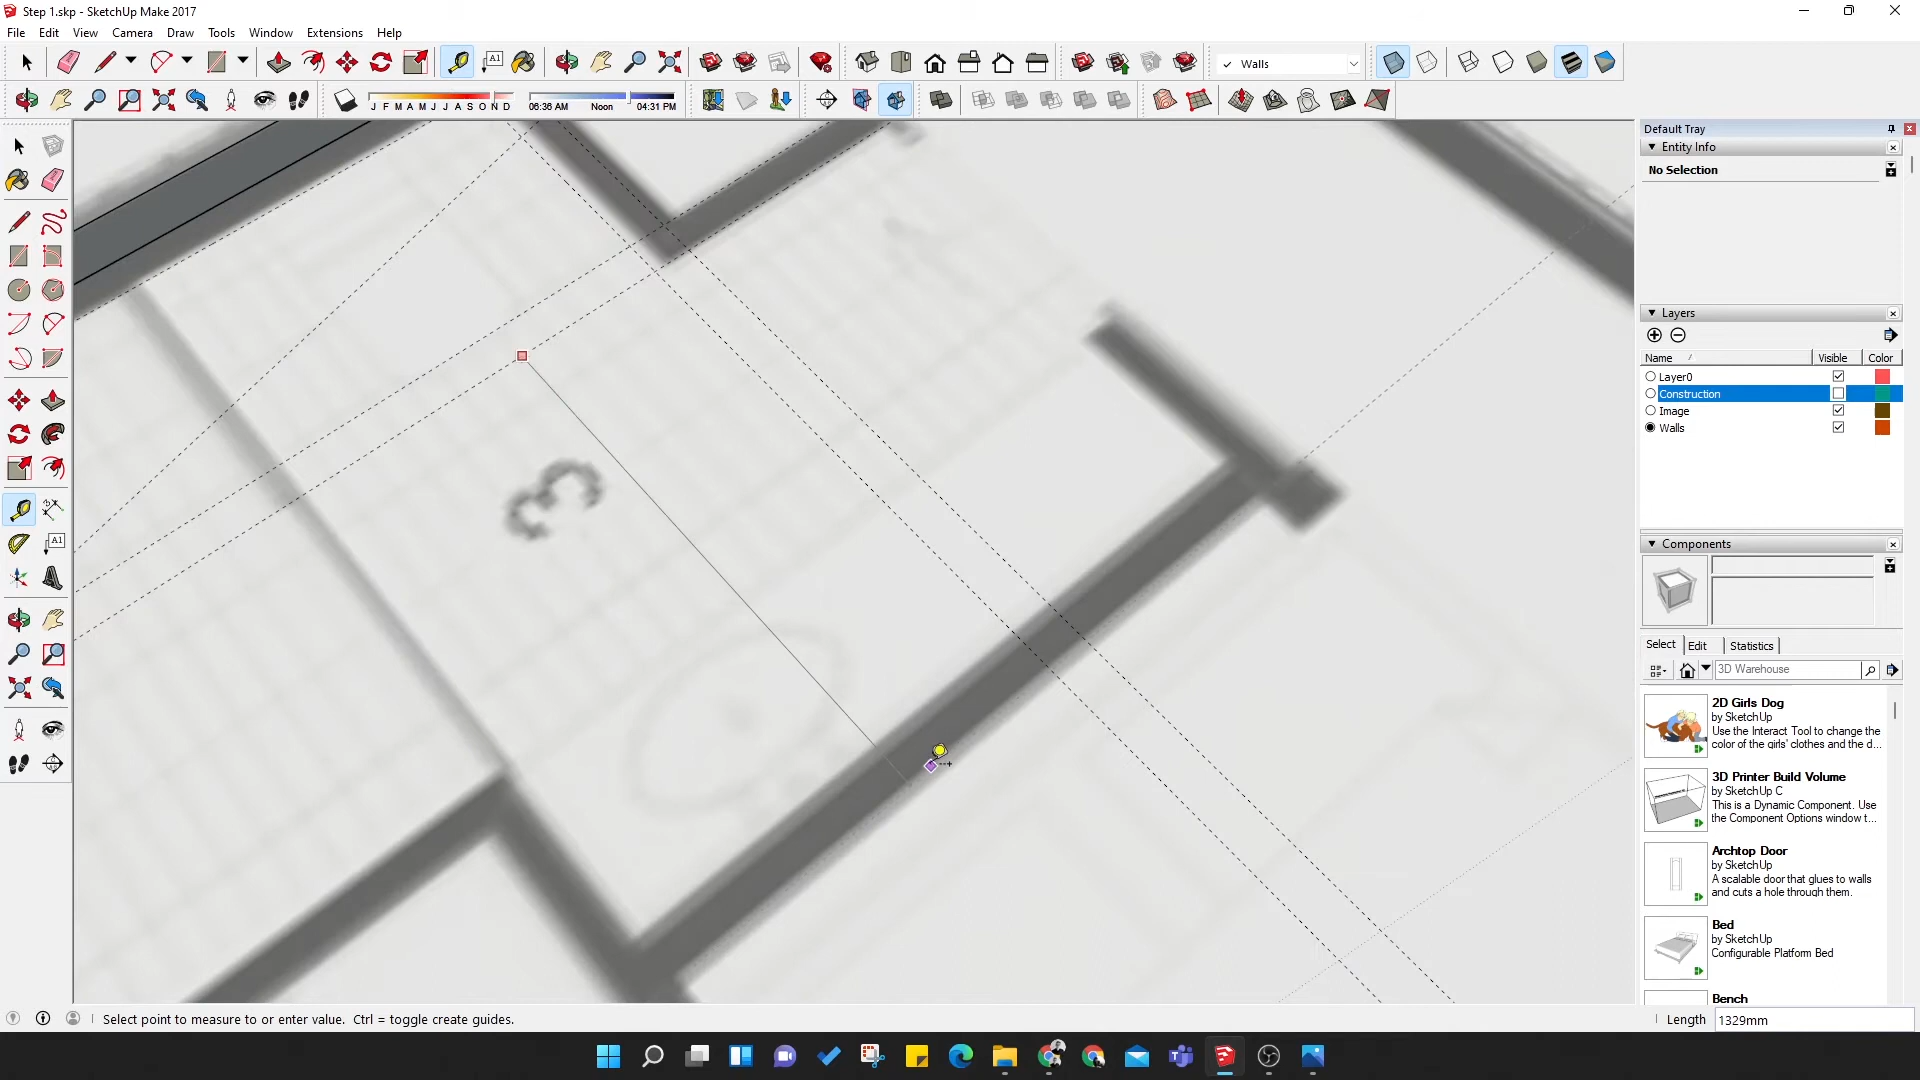 Step 1.skp - SketchUp Make 2017
File Edit View Camera Draw Tools Window Extensions Help
A1
✓ Walls
J F M A M J J A S O N D
06:36 AM Noon 04:31 PM
Default Tray
Entity Info
No Selection
Layers
Name Visible Color
Layer0
Construction
Image
Walls
3
A1
Components
Select Edit Statistics
3D Warehouse
2D Girls Dog
by SketchUp
Use the Interact Tool to change the
color of the girls' clothes and the d...
3D Printer Build Volume
by SketchUp C
This is a Dynamic Component. Use
the Component Options window t...
Archtop Door
by SketchUp
A scalable door that glues to walls
and cuts a hole through them.
Bed
by SketchUp
Configurable Platform Bed
Bench
Select point to measure to or enter value. Ctrl = toggle create guides.
Length 1329mm